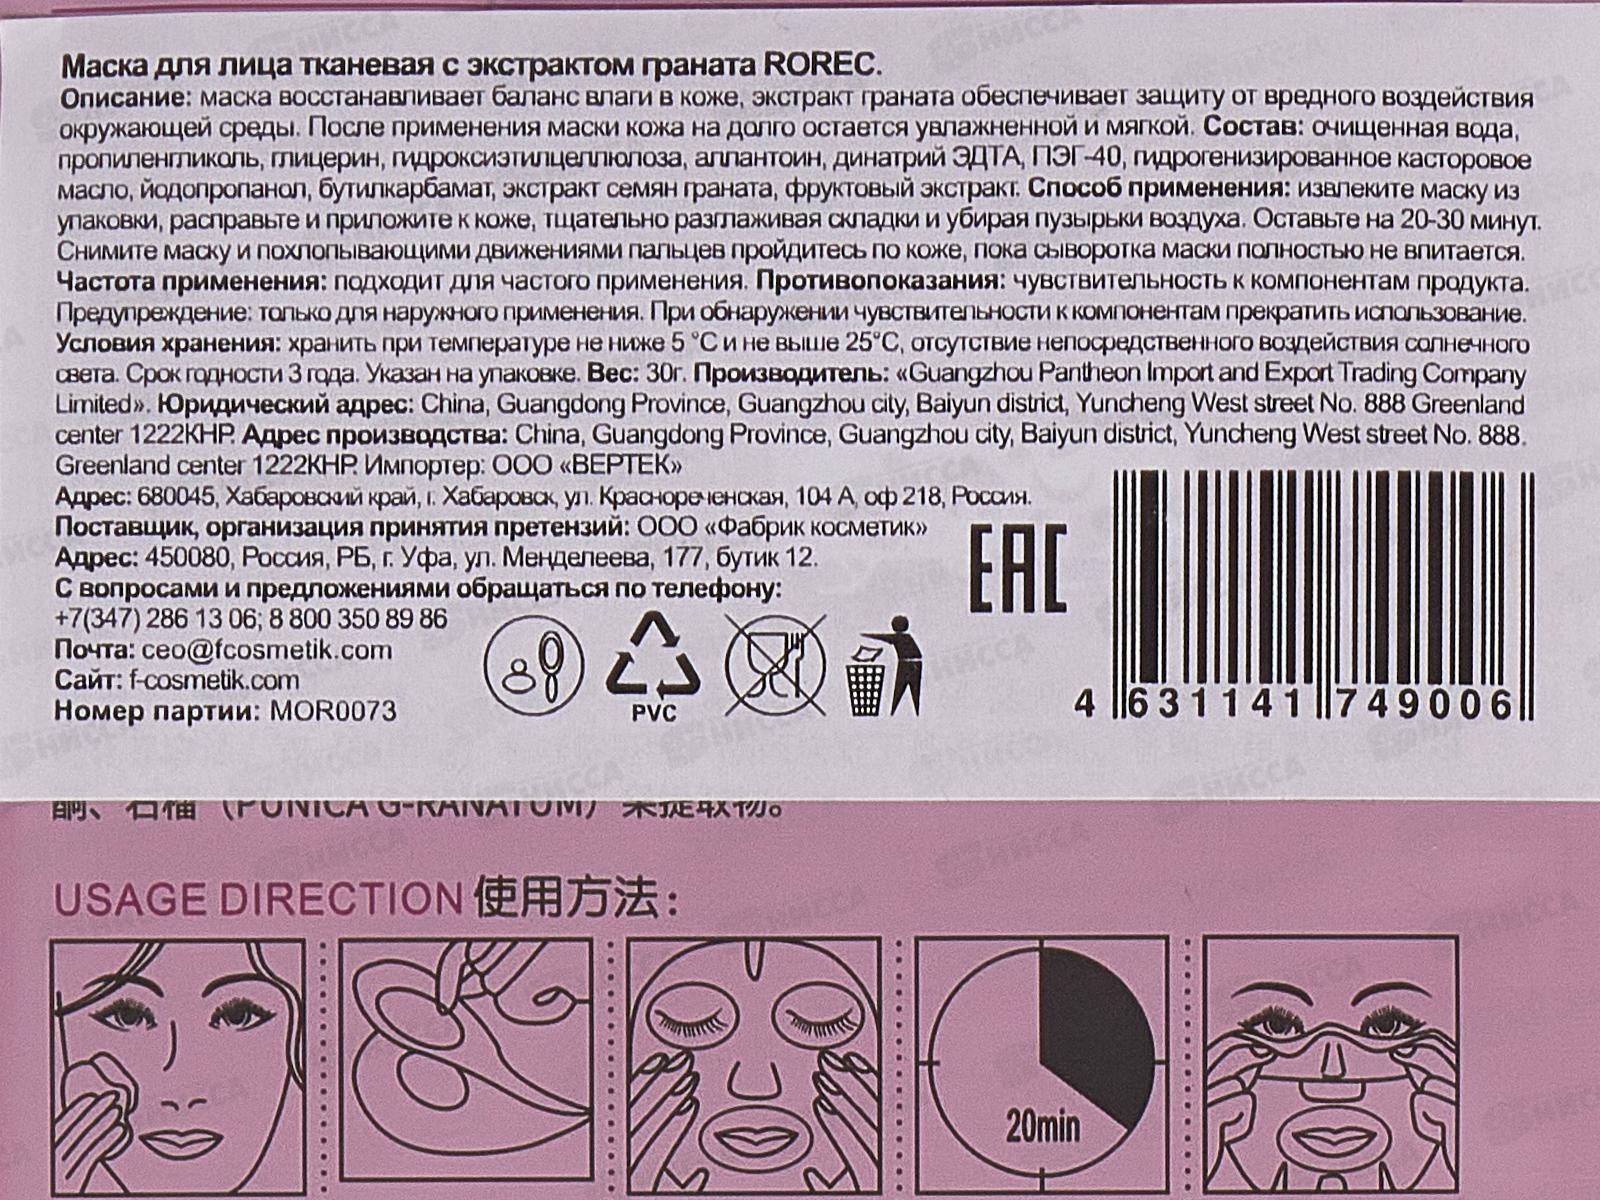 Маска для лица тканевая с экстрактом граната ROREC.
Описание: маска восстанавливает баланс влаги в коже, экстракт граната обеспечивает защиту от вредного воздействия
окружающей среды. После применения маски кожа на долго остается увлажненной и мягкой. Состав: очищенная вода,
пропиленгликоль, глицерин, гидроксиэтилцеллюлоза, аллантоин, динатрий ЭДТА, ПЭГ-40, гидрогенизированное касторовое
масло, йодопропанол, бутилкарбамат, экстракт семян граната, фруктовый экстракт. Способ применения: извлеките маску из
упаковки, расправьте и приложите к коже, тщательно разглаживая складки и убирая пузырьки воздуха. Оставьте на 20-30 минут.
Снимите маску и похлопывающими движениями пальцев пройдитесь по коже, пока сыворотка маски полностью не впитается.
Частота применения: подходит для частого применения. Противопоказания: чувствительность к компонентам продукта.
Предупреждение: только для наружного применения. При обнаружении чувствительности к компонентам прекратить использование.
Условия хранения: хранить при температуре не ниже 5 °С и не выше 25°С, отсутствие непосредственного воздействия солнечного
света. Срок годности 3 года. Указан на упаковке. Вес: 30г. Производитель: «Guangzhou Pantheon Import and Export Trading Company
Limited». Юридический адрес: China, Guangdong Province, Guangzhou city, Baiyun district, Yuncheng West street No. 888 Greenland
center 1222КНР. Адрес производства: China, Guangdong Province, Guangzhou city, Baiyun district, Yuncheng West street No. 888.
Greenland center 1222КНР. Импортер: ООО «ВЕРТЕК»
Адрес: 680045, Хабаровский край, г. Хабаровск, ул. Краснореченская, 104 А, оф 218, Россия.
Поставщик, организация принятия претензий: ООО «Фабрик косметик»
Адрес: 450080, Россия, РБ, г. Уфа, ул. Менделеева, 177, бутик 12.
С вопросами и предложениями обращаться по телефону:
+7(347) 286 13 06; 8 800 350 89 86
Почта: ceo@fcosmetik.com
Сайт: f-cosmetik.com
Номер партии: MOR0073
PVC
EAC
4 631141 749006
酮、石榴（PUNICA G-RANATUM）果提取物。
USAGE DIRECTION 使用方法：
20min